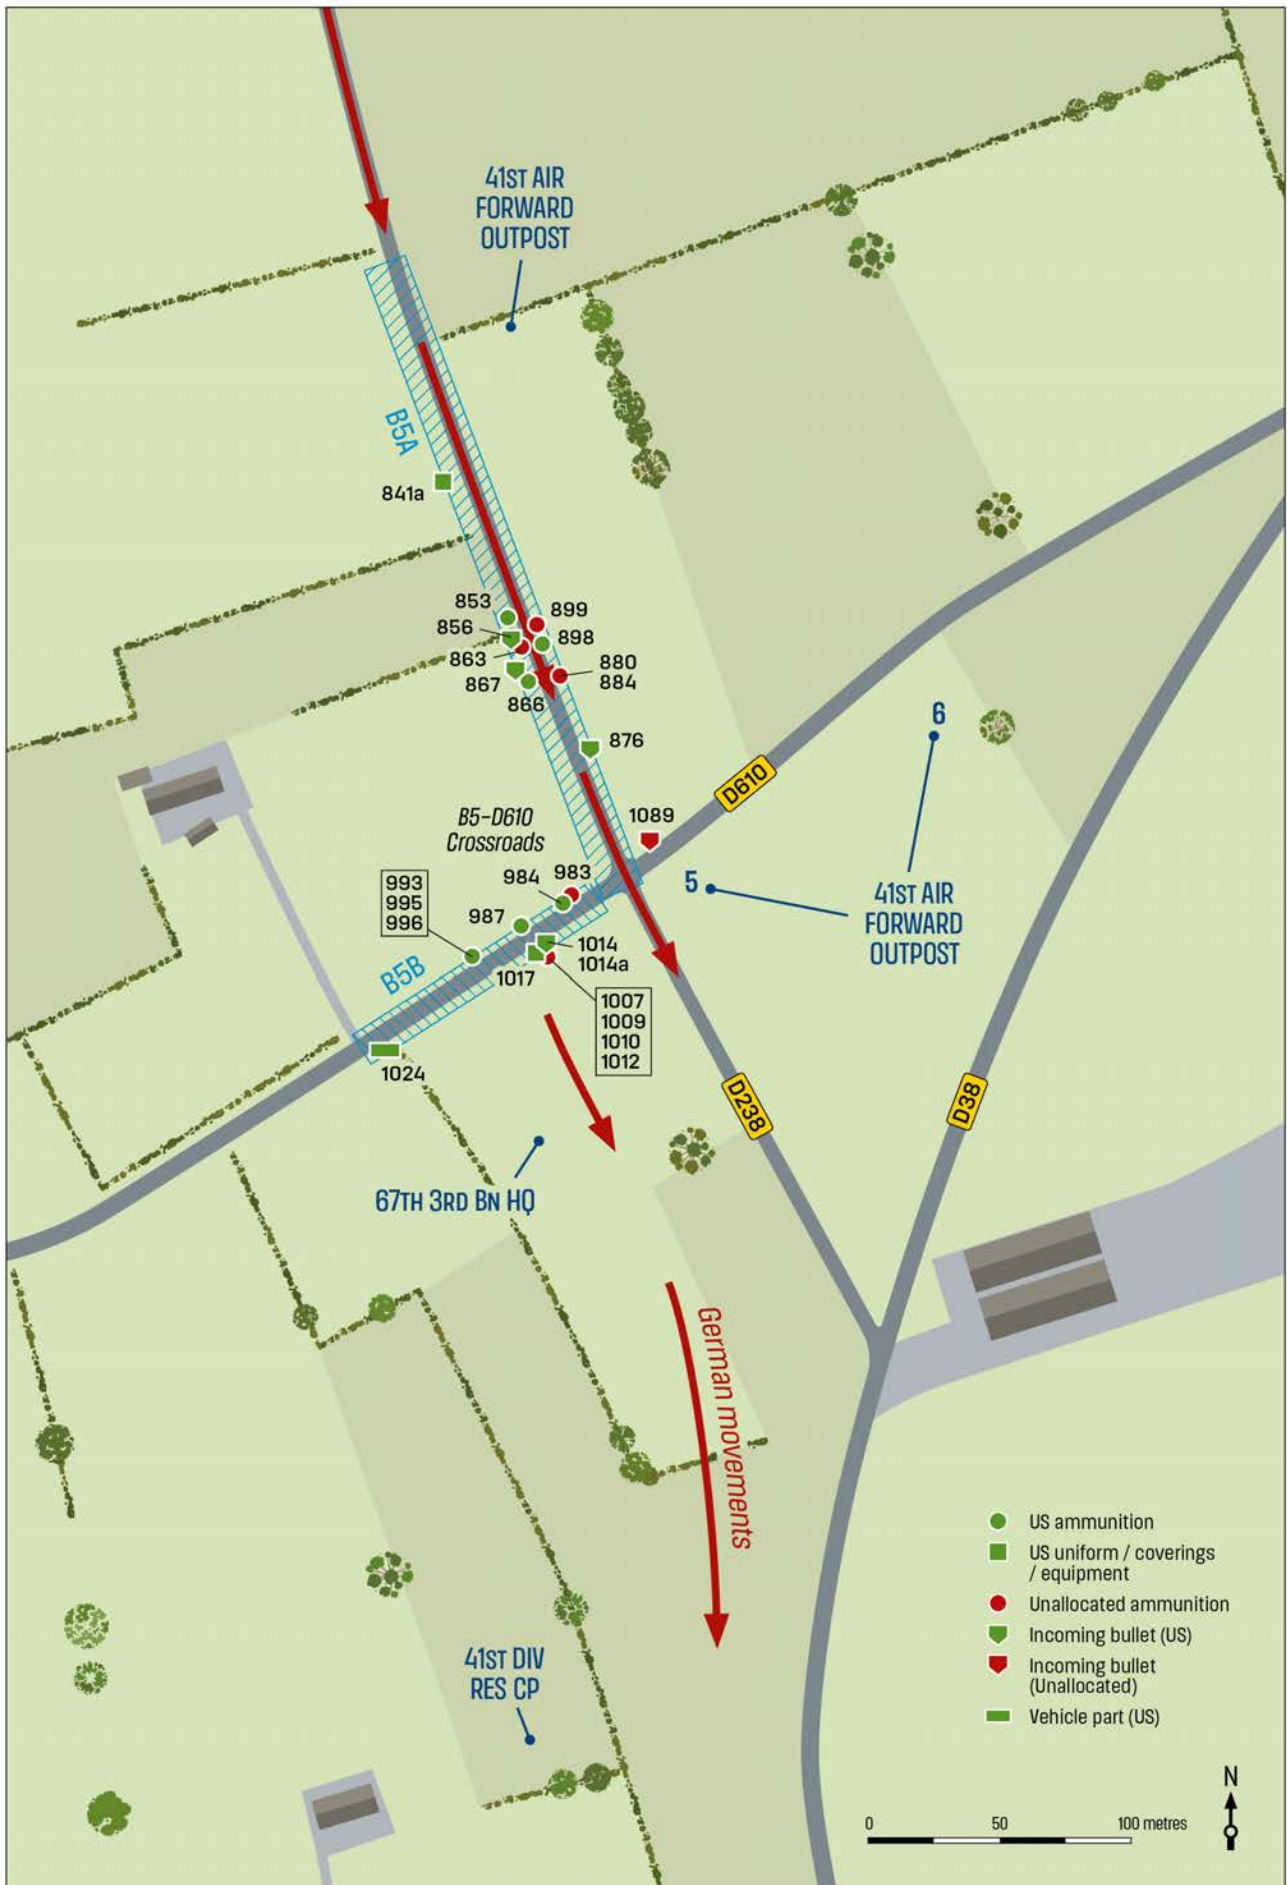 41ST AIR
FORWARD
OUTPOST
B5A
841a
853
899
856
898
863
880
867
884
866
876
6
D610
B5-D610
Crossroads
1089
984
983
5
993
995
996
987
41ST AIR
FORWARD
OUTPOST
1014
1014a
B5B
1017
1007
1009
1010
1012
1024
D238
D38
67TH 3RD BN HQ
German movements
US ammunition
US uniform / coverings
/ equipment
Unallocated ammunition
Incoming bullet (US)
Incoming bullet
(Unallocated)
Vehicle part (US)
41ST DIV
RES CP
N
0 50 100 metres